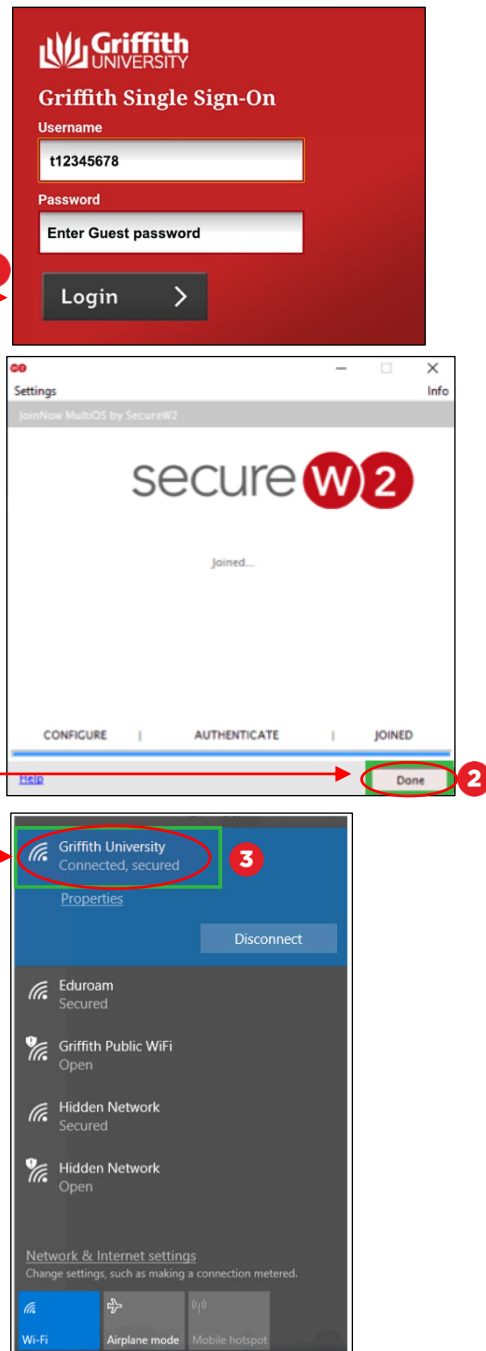 Griffith
UNIVERSITY
Griffith Single Sign-On
Username
t12345678
Password
Enter Guest password
Login >
Settings Info
JoinNow MultiOS by SecureW2
secure W2
Joined...
CONFIGURE | AUTHENTICATE | JOINED
Help Done 2
Griffith University 3
Connected, secured
Properties
Disconnect
Eduroam
Secured
Griffith Public WiFi
Open
Hidden Network
Secured
Hidden Network
Open
Network & Internet settings
Change settings, such as making a connection metered.
Wi-Fi Airplane mode Mobile hotspot